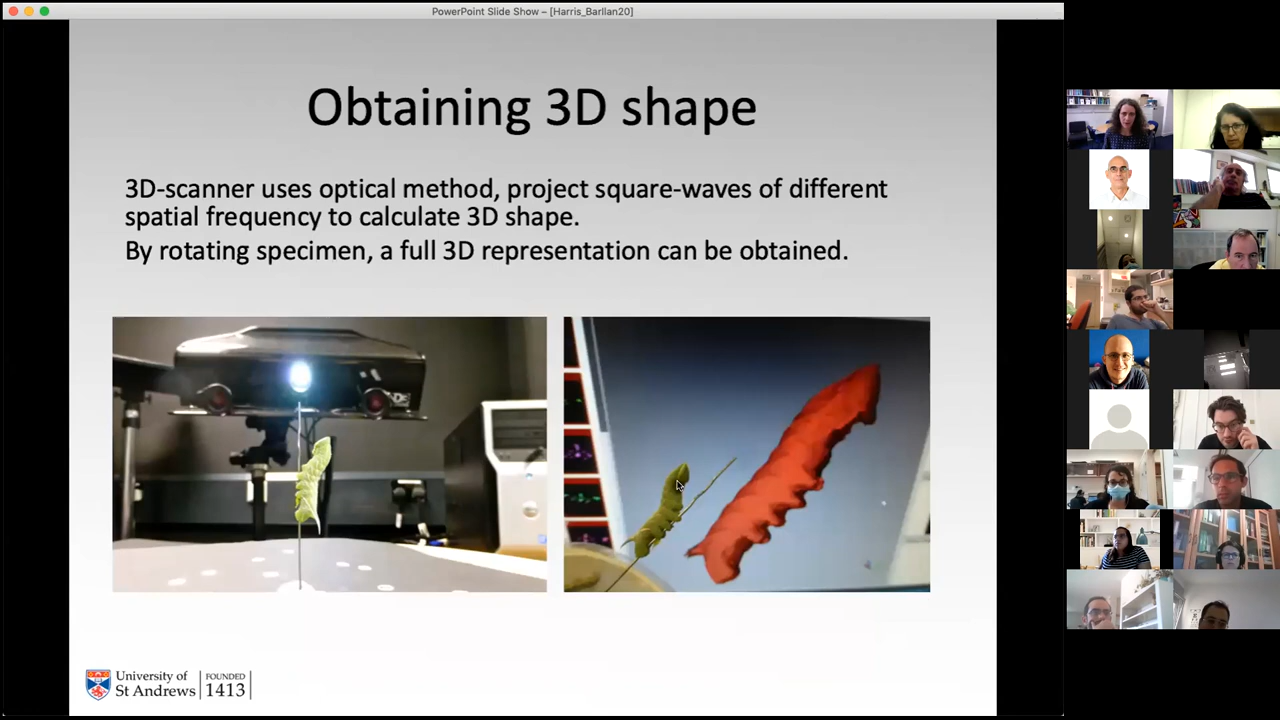 PowerPoint Slide Show – [Harris_BarIlan20]
Obtaining 3D shape
3D-scanner uses optical method, project square-waves of different
spatial frequency to calculate 3D shape.
By rotating specimen, a full 3D representation can be obtained.
University of
St Andrews
FOUNDED
1413